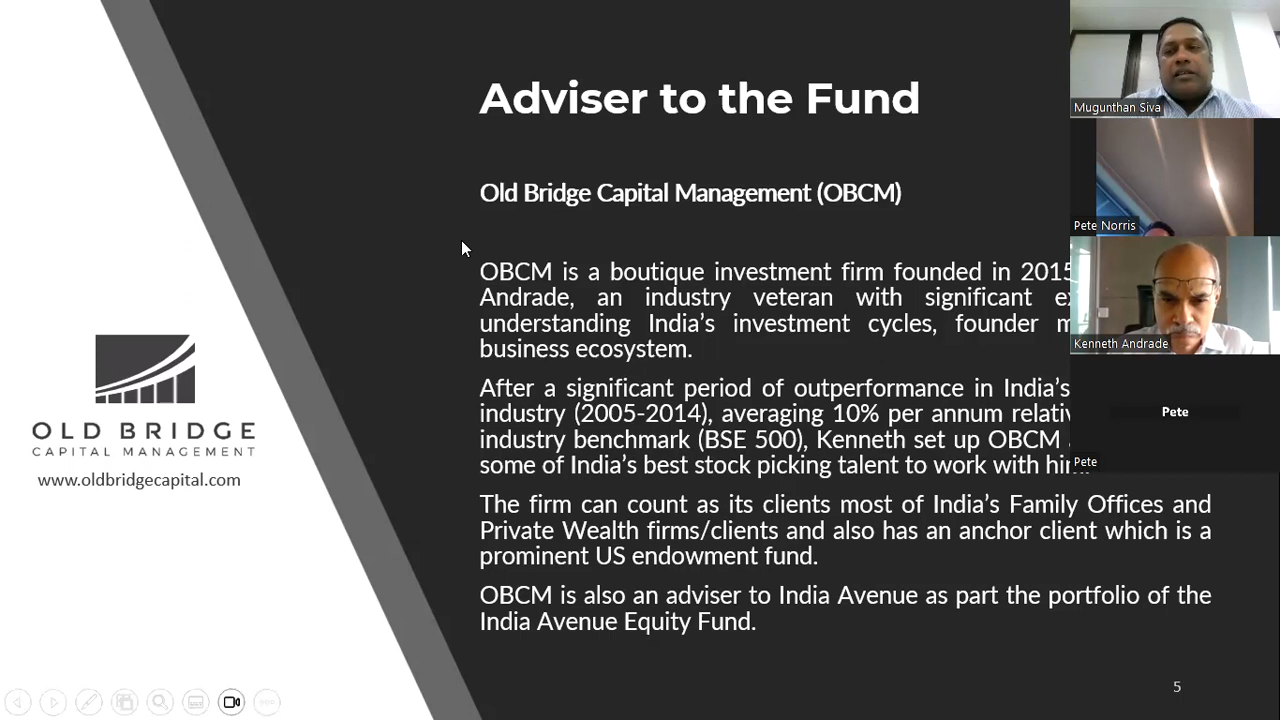 Adviser to the Fund
Old Bridge Capital Management (OBCM)
OBCM is a boutique investment firm founded in 2015
Andrade, an industry veteran with significant
understanding India's investment cycles, founder
business ecosystem.
After a significant period of outperformance in India's
industry (2005-2014), averaging 10% per annum
industry benchmark (BSE 500), Kenneth set up OBCM
some of India's best stock picking talent to work with
The firm can count as its clients most of India's Family Offices and
Private Wealth firms/clients and also has an anchor client which is a
prominent US endowment fund.
OBCM is also an adviser to India Avenue as part the portfolio of the
India Avenue Equity Fund.
OLD BRIDGE
CAPITAL MANAGEMENT
www.oldbridgecapital.com
5
Mugunthan Siva
Pete Norris
Kenneth Andrade
Pete
Pete